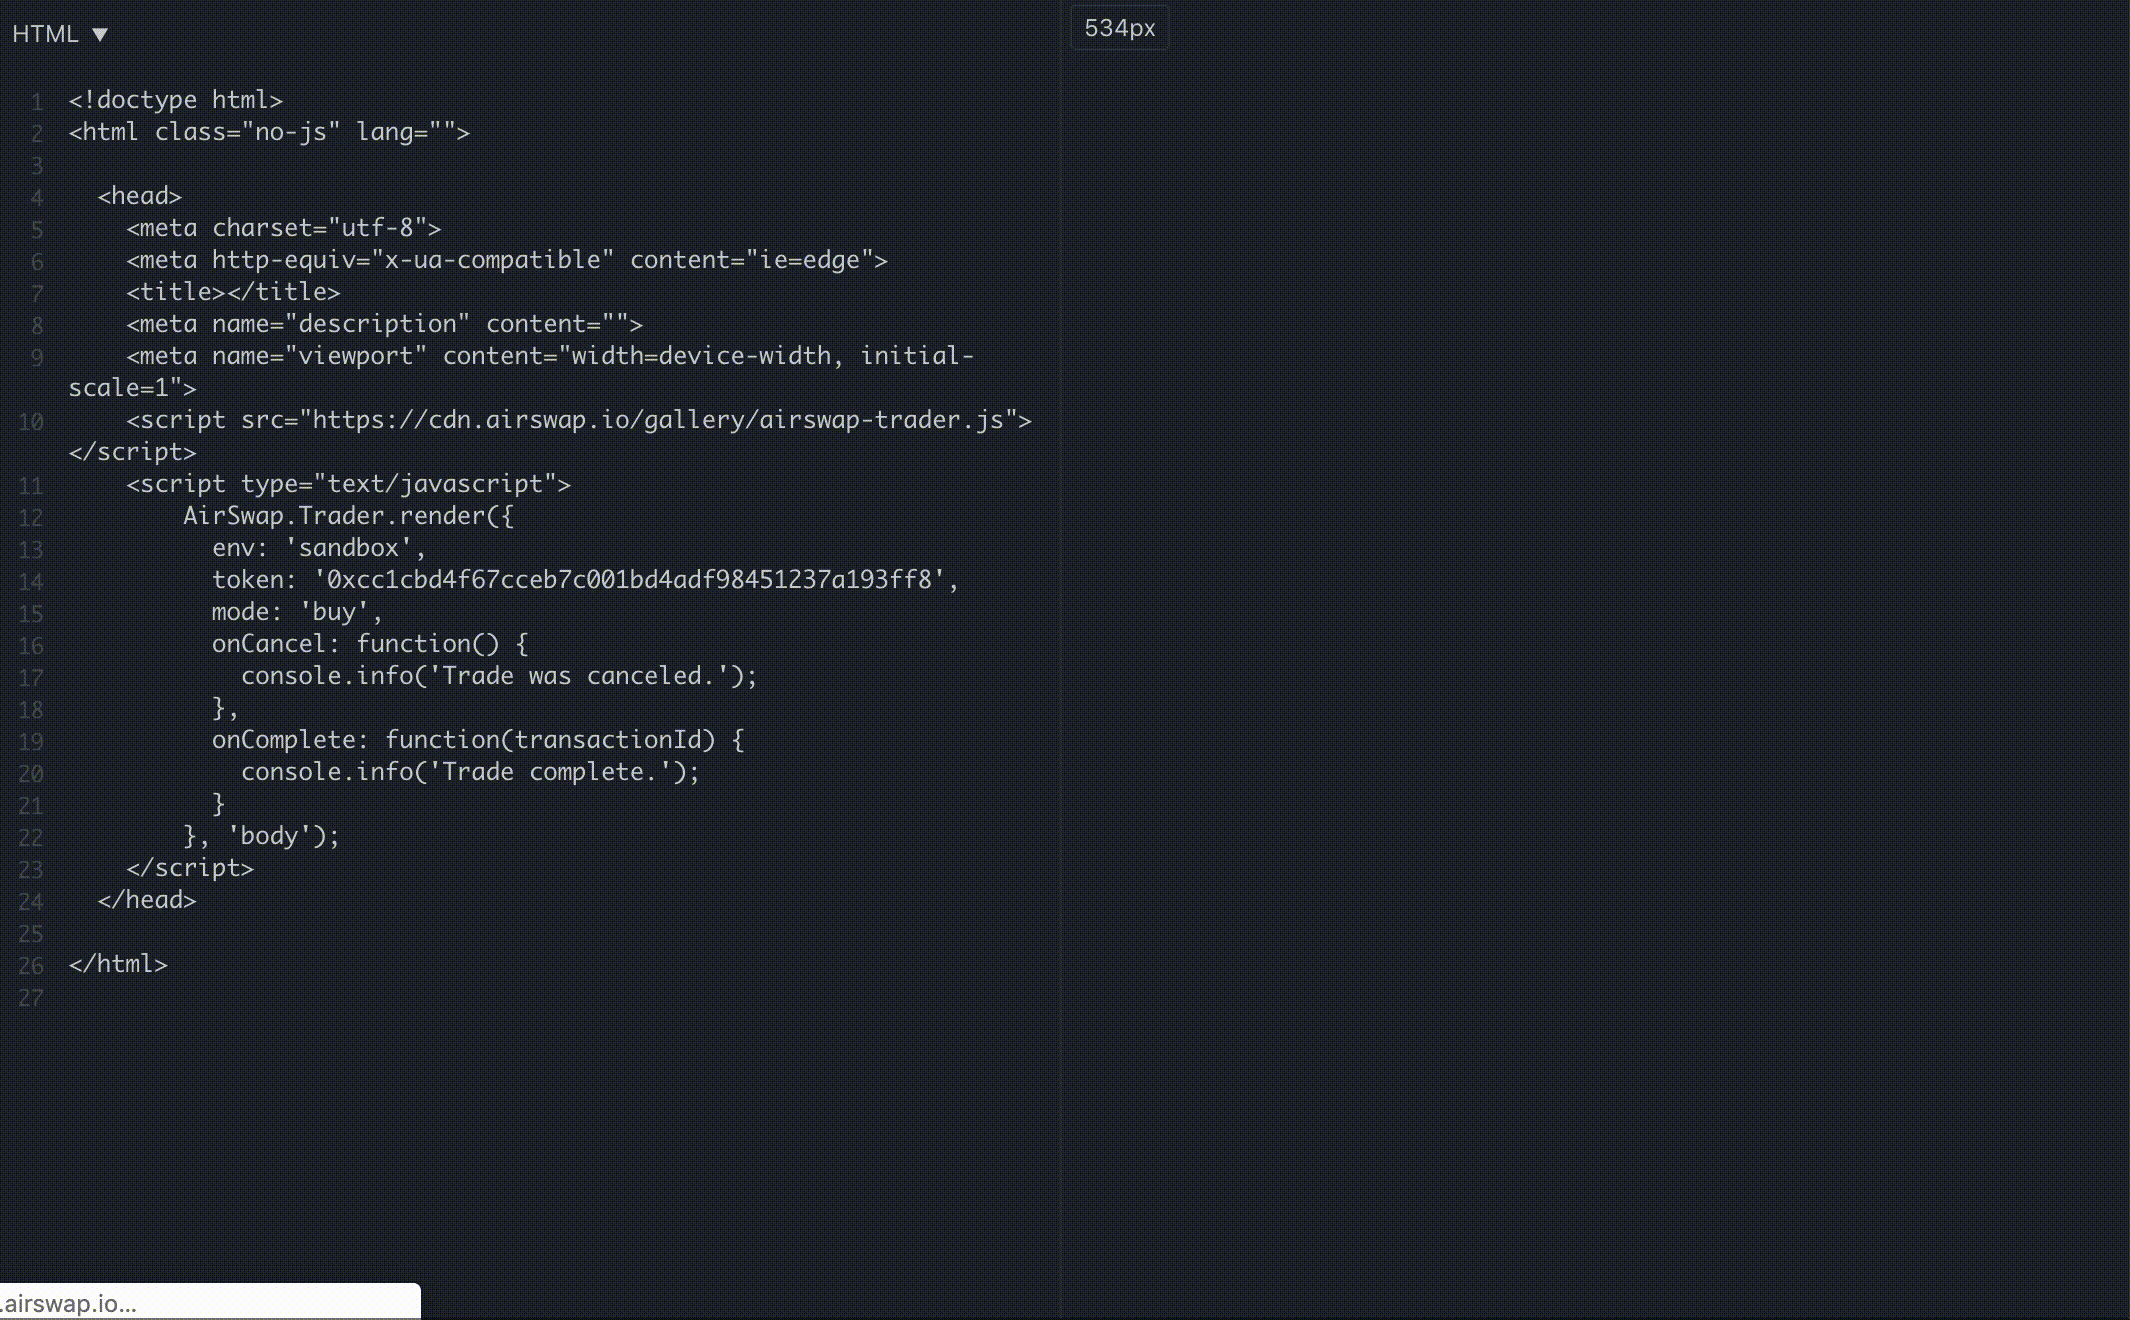 HTML ▼
534px
1 <!doctype html>
2 <html class="no-js" lang="">
3
4   <head>
5     <meta charset="utf-8">
6     <meta http-equiv="x-ua-compatible" content="ie=edge">
7     <title></title>
8     <meta name="description" content="">
9     <meta name="viewport" content="width=device-width, initial-
scale=1">
10     <script src="https://cdn.airswap.io/gallery/airswap-trader.js">
</script>
11     <script type="text/javascript">
12         AirSwap.Trader.render({
13           env: 'sandbox',
14           token: '0xcc1cbd4f67cceb7c001bd4adf98451237a193ff8',
15           mode: 'buy',
16           onCancel: function() {
17             console.info('Trade was canceled.');
18           },
19           onComplete: function(transactionId) {
20             console.info('Trade complete.');
21           }
22         }, 'body');
23     </script>
24   </head>
25
26 </html>
27
.airswap.io...